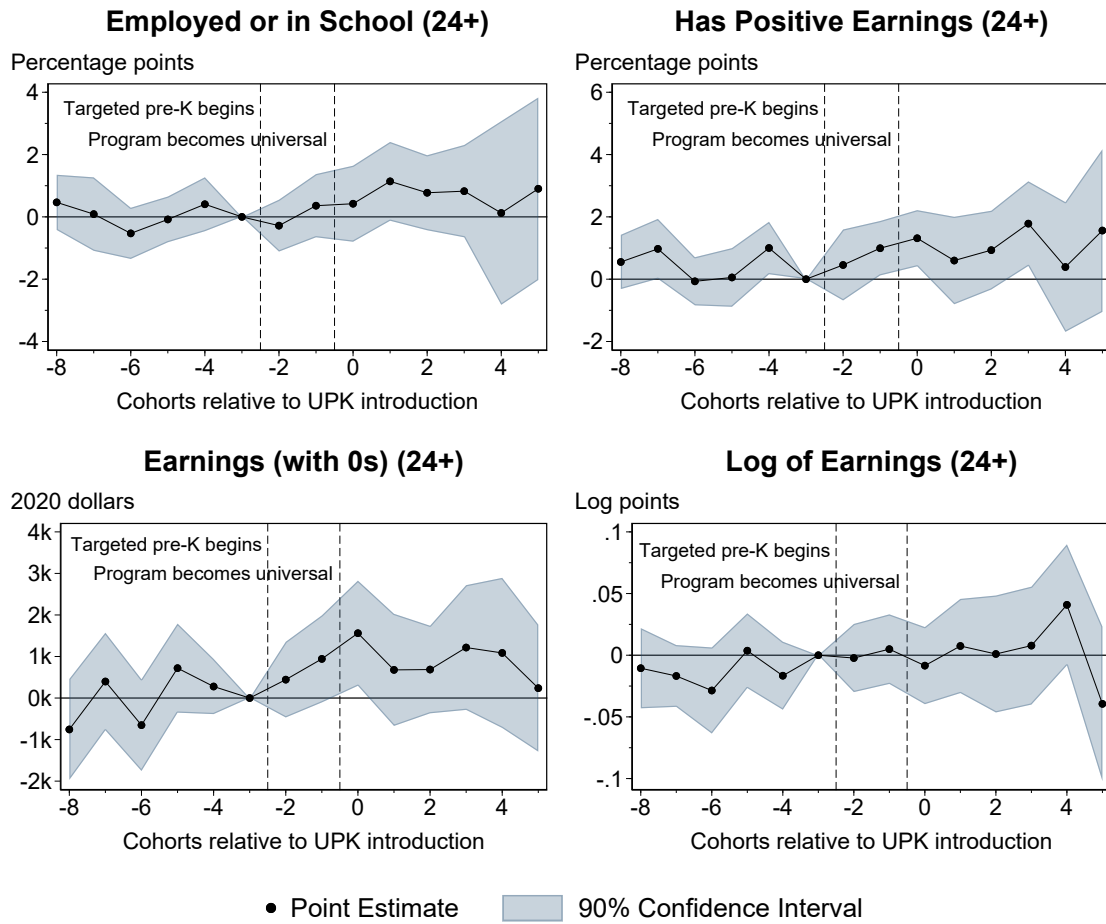 Employed or in School (24+)
Percentage points
Targeted pre-K begins
Program becomes universal
4
2
0
-2
-4
-8 -6 -4 -2 0 2 4
Cohorts relative to UPK introduction
Has Positive Earnings (24+)
Percentage points
Targeted pre-K begins
Program becomes universal
6
4
2
0
-2
-8 -6 -4 -2 0 2 4
Cohorts relative to UPK introduction
Earnings (with 0s) (24+)
2020 dollars
Targeted pre-K begins
Program becomes universal
4k
3k
2k
1k
0k
-1k
-2k
-8 -6 -4 -2 0 2 4
Cohorts relative to UPK introduction
Log of Earnings (24+)
Log points
Targeted pre-K begins
Program becomes universal
.1
.05
0
-.05
-.1
-8 -6 -4 -2 0 2 4
Cohorts relative to UPK introduction
Point Estimate 90% Confidence Interval